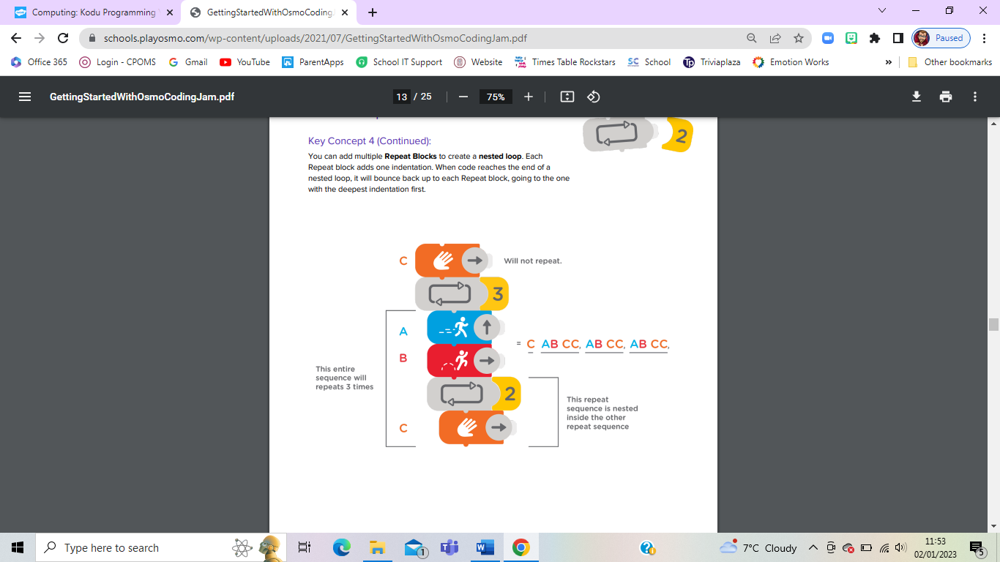 Computing: Kodu Programming
GettingStartedWithOsmoCodingJam
schools.playosmo.com/wp-content/uploads/2021/07/GettingStartedWithOsmoCodingJam.pdf
Paused
Office 365
Login - CPOMS
Gmail
YouTube
ParentApps
School IT Support
Website
Times Table Rockstars
SC School
Tp Triviaplaza
Emotion Works
»
Other bookmarks
GettingStartedWithOsmoCodingJam.pdf
13 / 25
75%
2
Key Concept 4 (Continued):
You can add multiple Repeat Blocks to create a nested loop. Each
Repeat block adds one indentation. When code reaches the end of a
nested loop, it will bounce back up to each Repeat block, going to the one
with the deepest indentation first.
C
Will not repeat.
3
A
= C AB CC, AB CC, AB CC,
B
This entire
sequence will
repeats 3 times
2
This repeat
sequence is nested
inside the other
repeat sequence
C
Type here to search
1
W
7°C Cloudy
11:53
02/01/2023
5